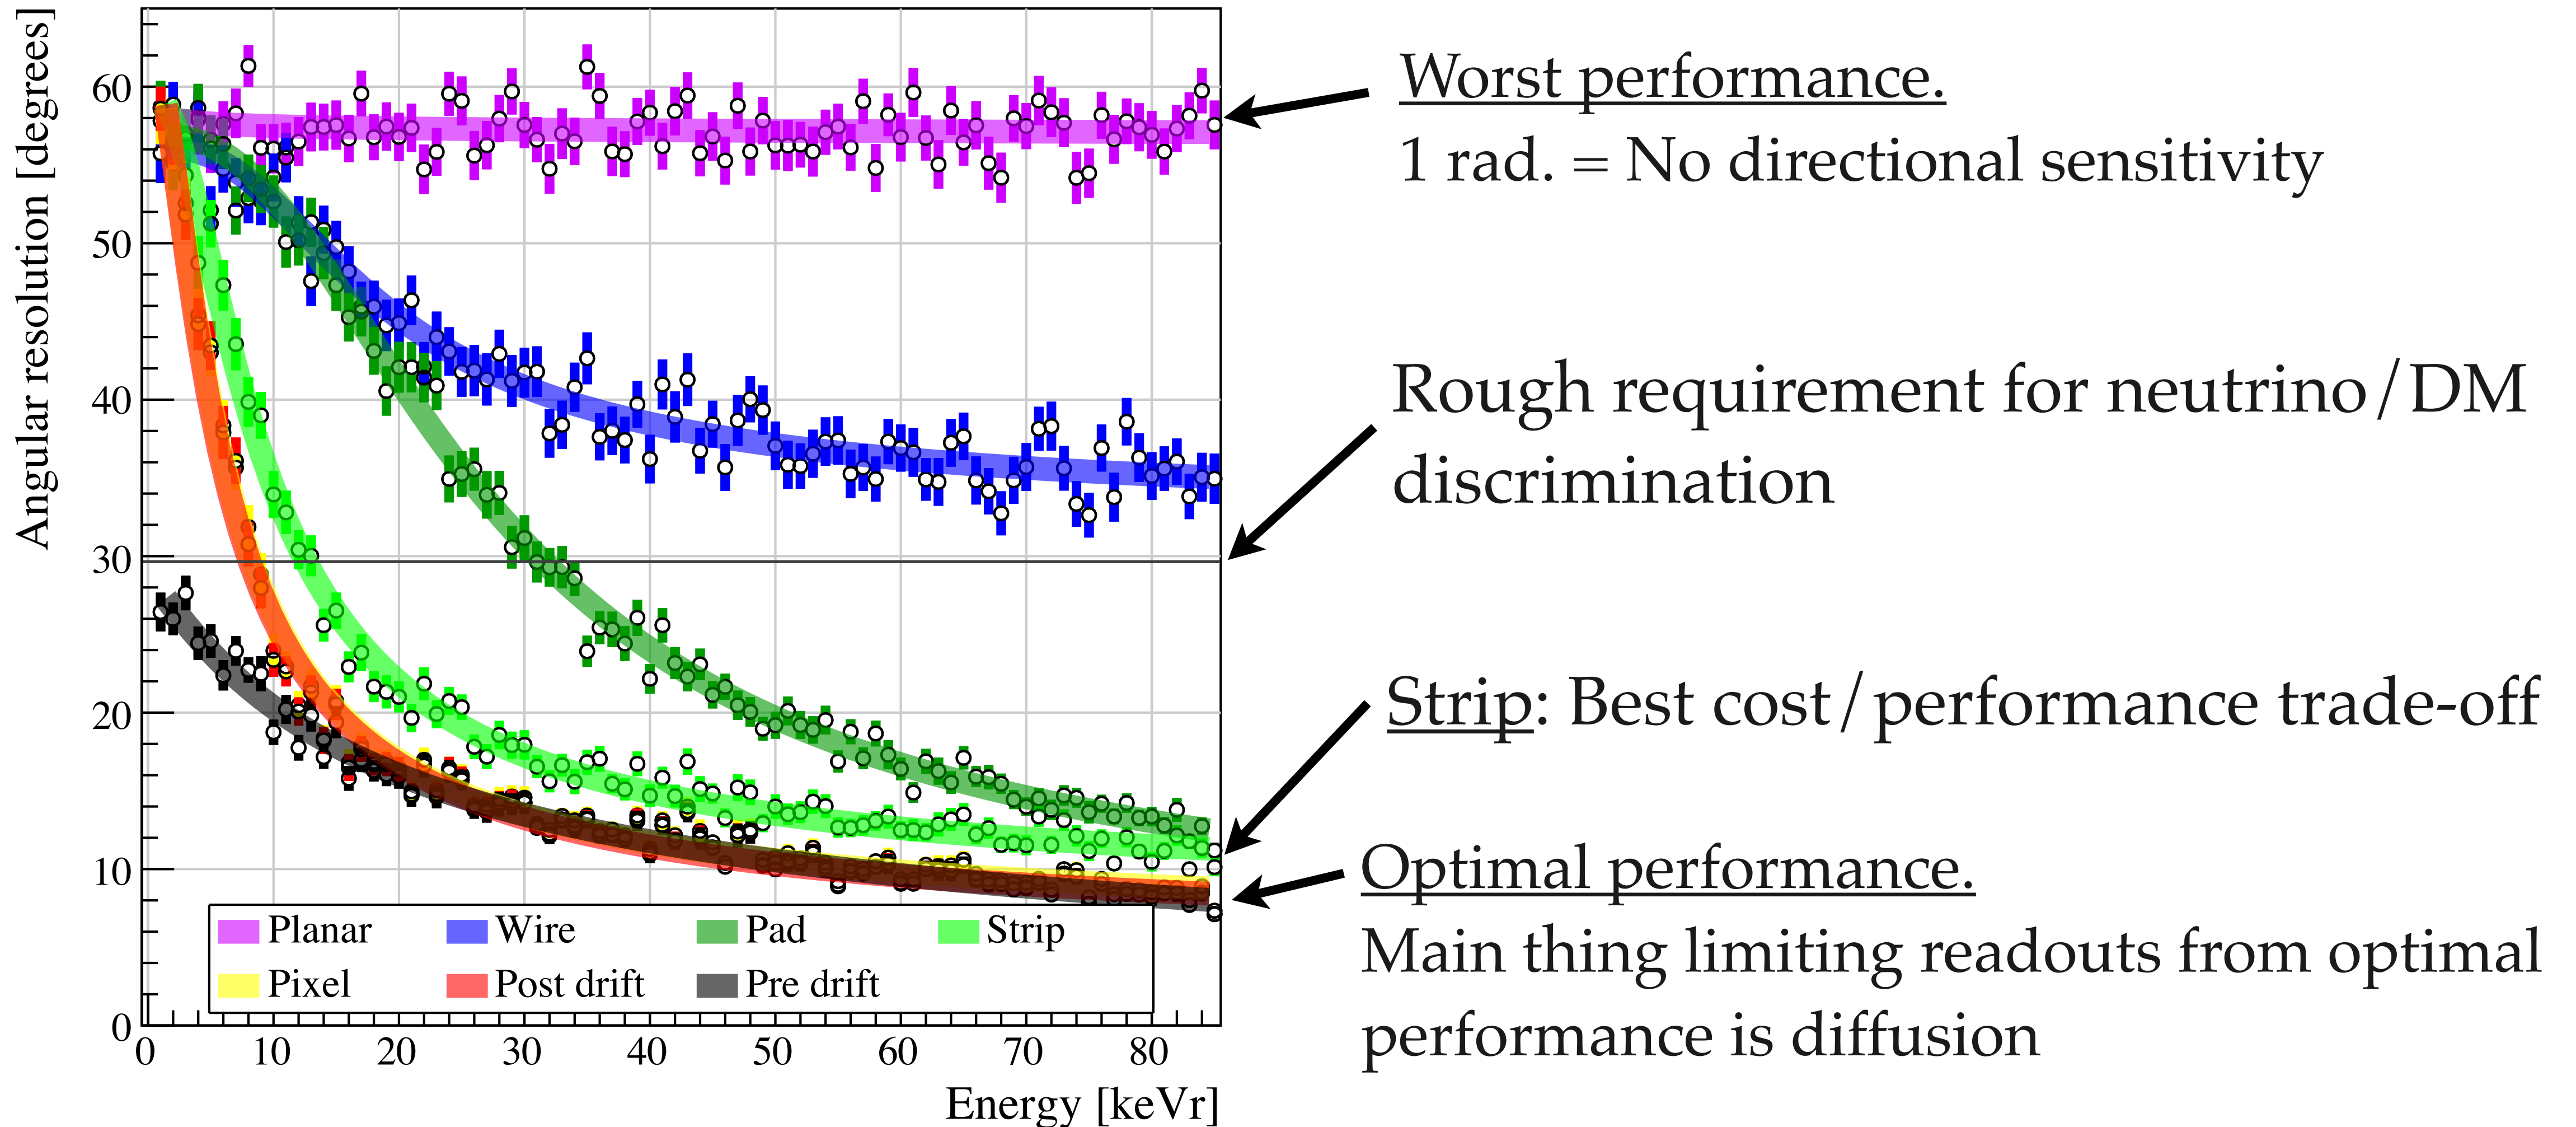 Angular resolution [degrees]
60
50
40
30
20
10
0
0 10 20 30 40 50 60 70 80
Energy [keVr]
Planar Wire Pad Strip
Pixel Post drift Pre drift
Worst performance.
1 rad. = No directional sensitivity
Rough requirement for neutrino/DM
discrimination
Strip: Best cost/performance trade-off
Optimal performance.
Main thing limiting readouts from optimal
performance is diffusion